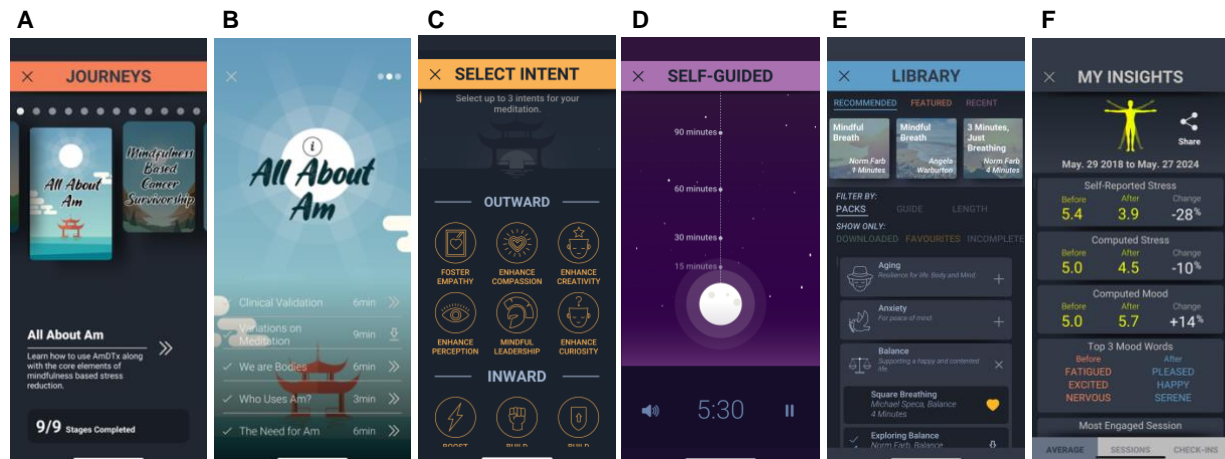 A
B
C
D
E
F
JOURNEYS
All About
Am
Mindfulness
Based
Cancer
Survivorship
All About Am
Learn how to use AmDTx along
with the core elements of
mindfulness based stress
reduction.
9/9 Stages Completed
i
All About
Am
Clinical Validation 6min
Variations on
Meditation 9min
We are Bodies 6min
Who Uses Am? 3min
The Need for Am 6min
SELECT INTENT
Select up to 3 intents for your
meditation.
OUTWARD
FOSTER
EMPATHY
ENHANCE
COMPASSION
ENHANCE
CREATIVITY
ENHANCE
PERCEPTION
MINDFUL
LEADERSHIP
ENHANCE
CURIOSITY
INWARD
BOOST
BUILD
BUILD
SELF-GUIDED
90 minutes
60 minutes
30 minutes
15 minutes
5:30
LIBRARY
RECOMMENDED FEATURED RECENT
Mindful
Breath
Norm Farb
1 Minutes
Mindful
Breath
Angela
Warburton
3 Minutes,
Just
Breathing
Norm Farb
4 Minutes
FILTER BY:
PACKS GUIDE LENGTH
SHOW ONLY:
DOWNLOADED FAVOURITES INCOMPLETE
Aging
Resilience for life. Body and Mind.
Anxiety
For peace of mind.
Balance
Supporting a happy and contented
life.
Square Breathing
Michael Speca, Balance
4 Minutes
Exploring Balance
Norm Farb, Balance
MY INSIGHTS
Share
May. 29 2018 to May. 27 2024
Self-Reported Stress
Before After Change
5.4 3.9 -28%
Computed Stress
Before After Change
5.0 4.5 -10%
Computed Mood
Before After Change
5.0 5.7 +14%
Top 3 Mood Words
Before After
FATIGUED PLEASED
EXCITED HAPPY
NERVOUS SERENE
Most Engaged Session
AVERAGE SESSIONS CHECK-INS